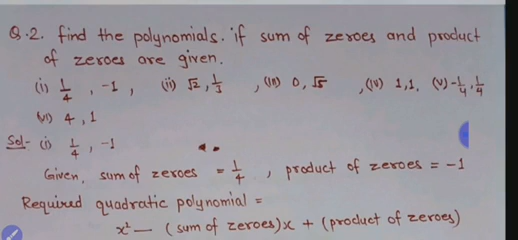 Q.2. find the polynomials. if sum of zeroes and product
of zeroes are given.
(i) 1/4 , -1 , (ii) √2, 1/3 , (iii) 0, √5 , (iv) 1,1. (v) -1/4, 1/4
(vi) 4, 1
Sol- (i) 1/4 , -1
Given, sum of zeroes = 1/4 , product of zeroes = -1
Required quadratic polynomial =
x² — (sum of zeroes)x + (product of zeroes)